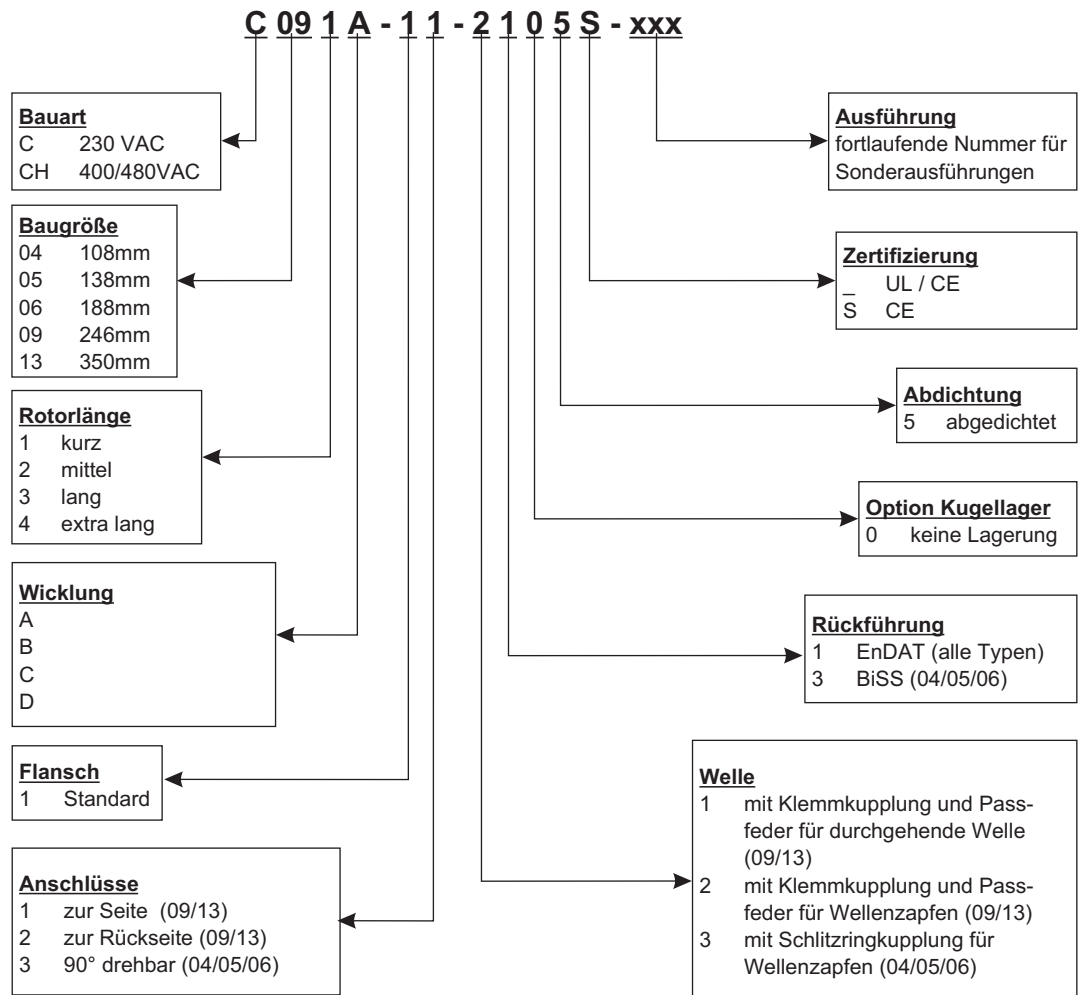 C 09 1 A - 1 1 - 2 1 0 5 S - xxx
Bauart
C 230 VAC
CH 400/480VAC
Baugröße
04 108mm
05 138mm
06 188mm
09 246mm
13 350mm
Rotorlänge
1 kurz
2 mittel
3 lang
4 extra lang
Wicklung
A
B
C
D
Flansch
1 Standard
Anschlüsse
1 zur Seite (09/13)
2 zur Rückseite (09/13)
3 90° drehbar (04/05/06)
Ausführung
fortlaufende Nummer für
Sonderausführungen
Zertifizierung
_ UL / CE
S CE
Abdichtung
5 abgedichtet
Option Kugellager
0 keine Lagerung
Rückführung
1 EnDAT (alle Typen)
3 BiSS (04/05/06)
Welle
1 mit Klemmkupplung und Pass-
feder für durchgehende Welle
(09/13)
2 mit Klemmkupplung und Pass-
feder für Wellenzapfen (09/13)
3 mit Schlitzringkupplung für
Wellenzapfen (04/05/06)